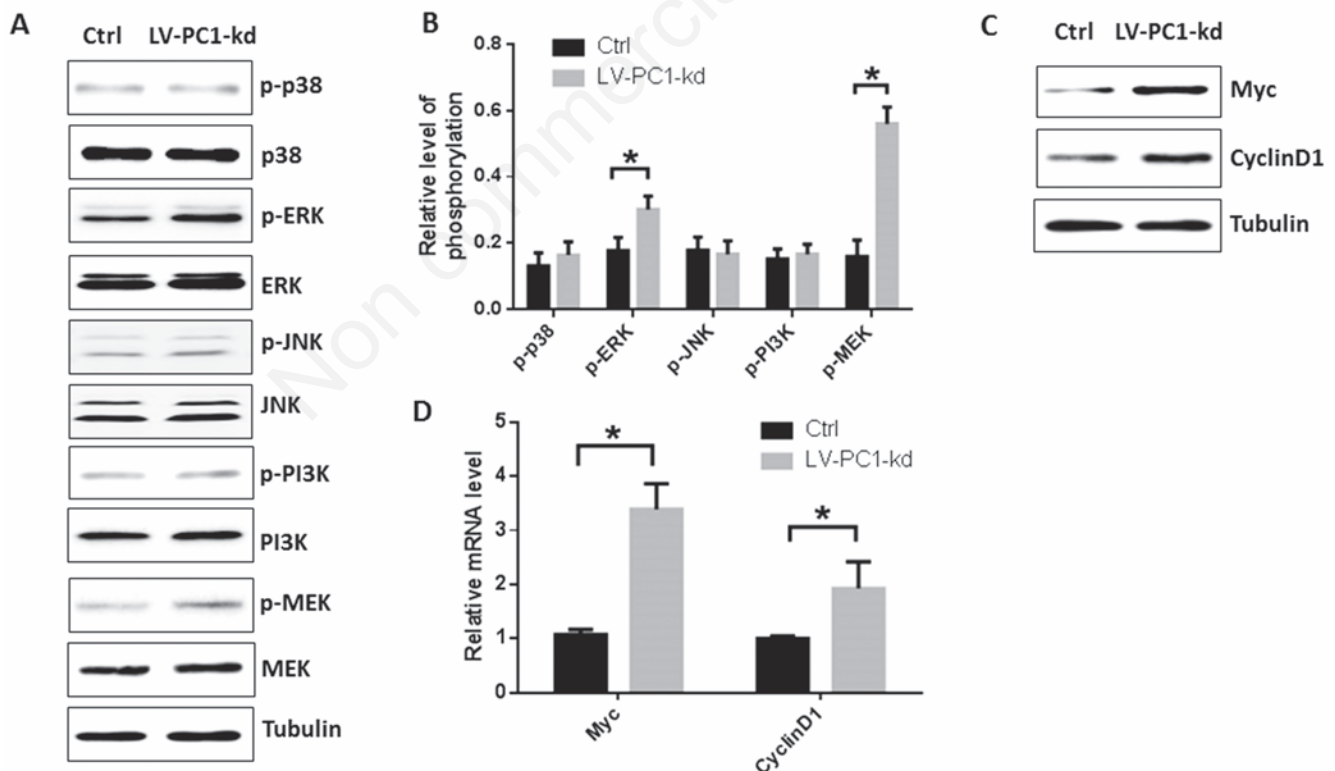 A
Ctrl LV-PC1-kd
p-p38
p38
p-ERK
ERK
p-JNK
JNK
p-PI3K
PI3K
p-MEK
MEK
Tubulin
B
Relative level of
phosphorylation
0.8
0.6
0.4
0.2
0.0
Ctrl
LV-PC1-kd
*
*
p-p38
p-ERK
p-JNK
p-PI3K
p-MEK
C
Ctrl LV-PC1-kd
Myc
CyclinD1
Tubulin
D
Relative mRNA level
5
4
3
2
1
0
Ctrl
LV-PC1-kd
*
*
Myc
CyclinD1
Non commercia